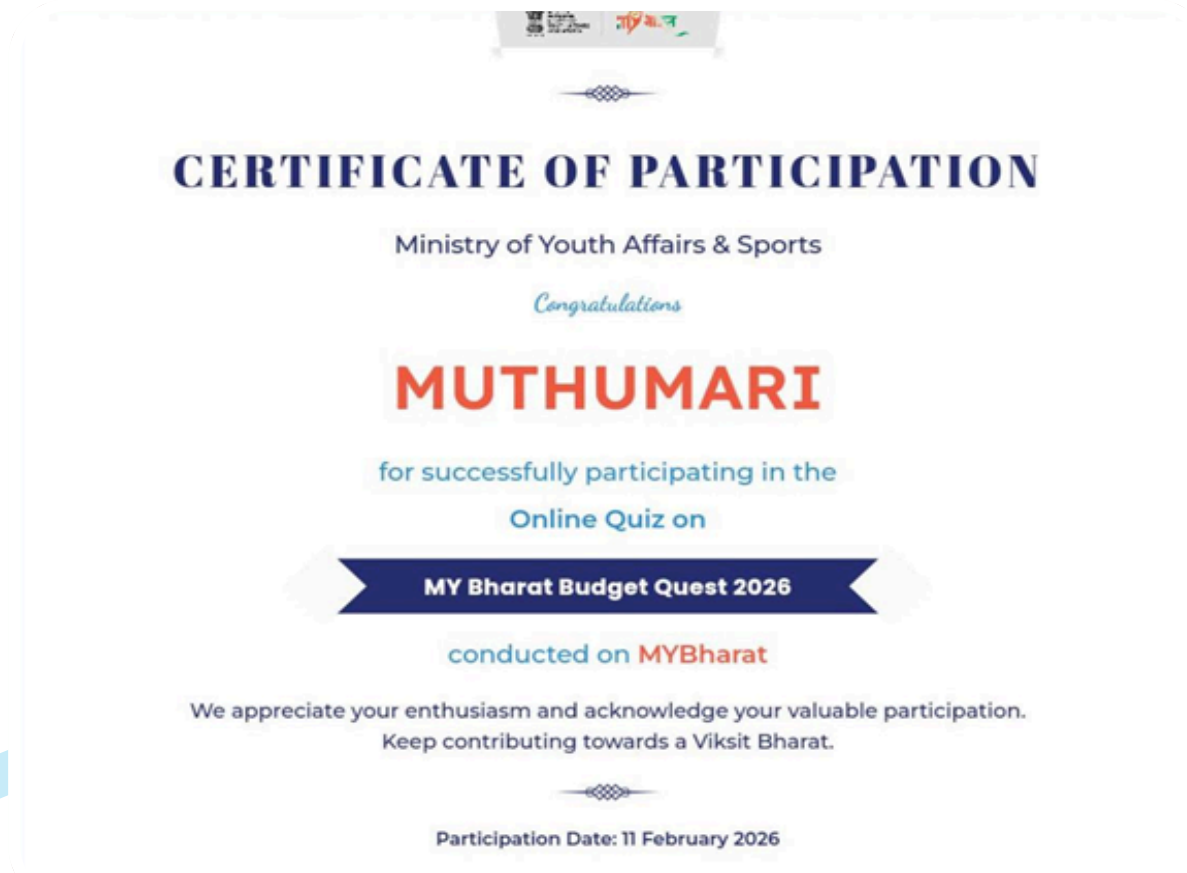 CERTIFICATE OF PARTICIPATION
Ministry of Youth Affairs & Sports
Congratulations
MUTHUMARI
for successfully participating in the
Online Quiz on
MY Bharat Budget Quest 2026
conducted on MYBharat
We appreciate your enthusiasm and acknowledge your valuable participation.
Keep contributing towards a Viksit Bharat.
Participation Date: 11 February 2026